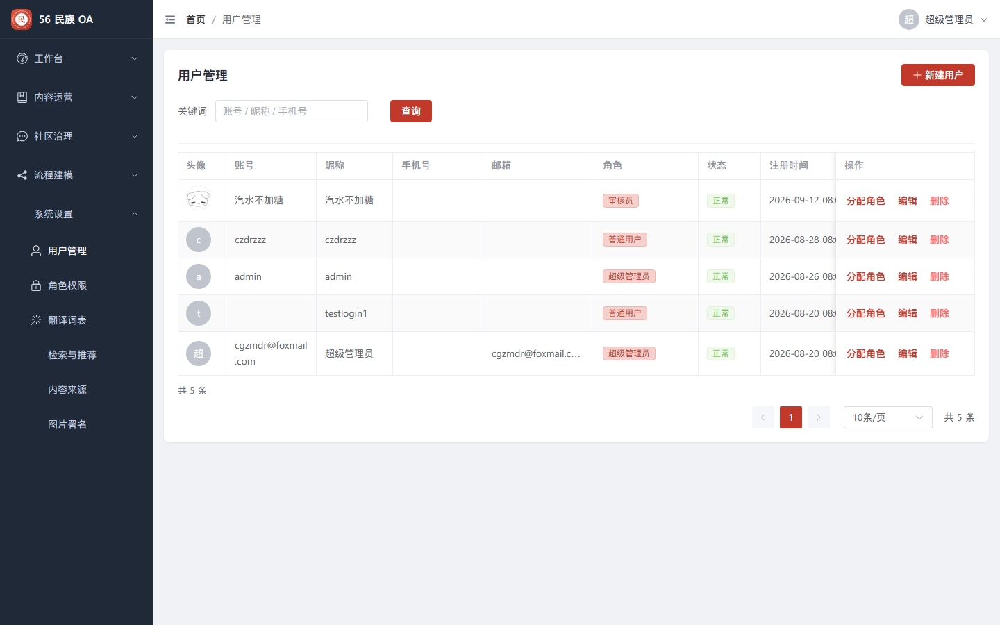 民 56 民族 OA
工作台
内容运营
社区治理
流程建模
系统设置
用户管理
角色权限
翻译词表
检索与推荐
内容来源
图片署名
首页 / 用户管理
超 超级管理员
用户管理
新建用户
关键词 账号 / 昵称 / 手机号 查询
头像 账号 昵称 手机号 邮箱 角色 状态 注册时间 操作
汽水不加糖 汽水不加糖 审核员 正常 2026-09-12 08: 分配角色 编辑 删除
c czdrzzz czdrzzz 普通用户 正常 2026-08-28 08: 分配角色 编辑 删除
a admin admin 超级管理员 正常 2026-08-26 08: 分配角色 编辑 删除
t testlogin1 普通用户 正常 2026-08-20 08: 分配角色 编辑 删除
超 cgzmdr@foxmail
.com 超级管理员 cgzmdr@foxmail.c... 超级管理员 正常 2026-08-20 08: 分配角色 编辑 删除
共 5 条
1 10条/页 共 5 条